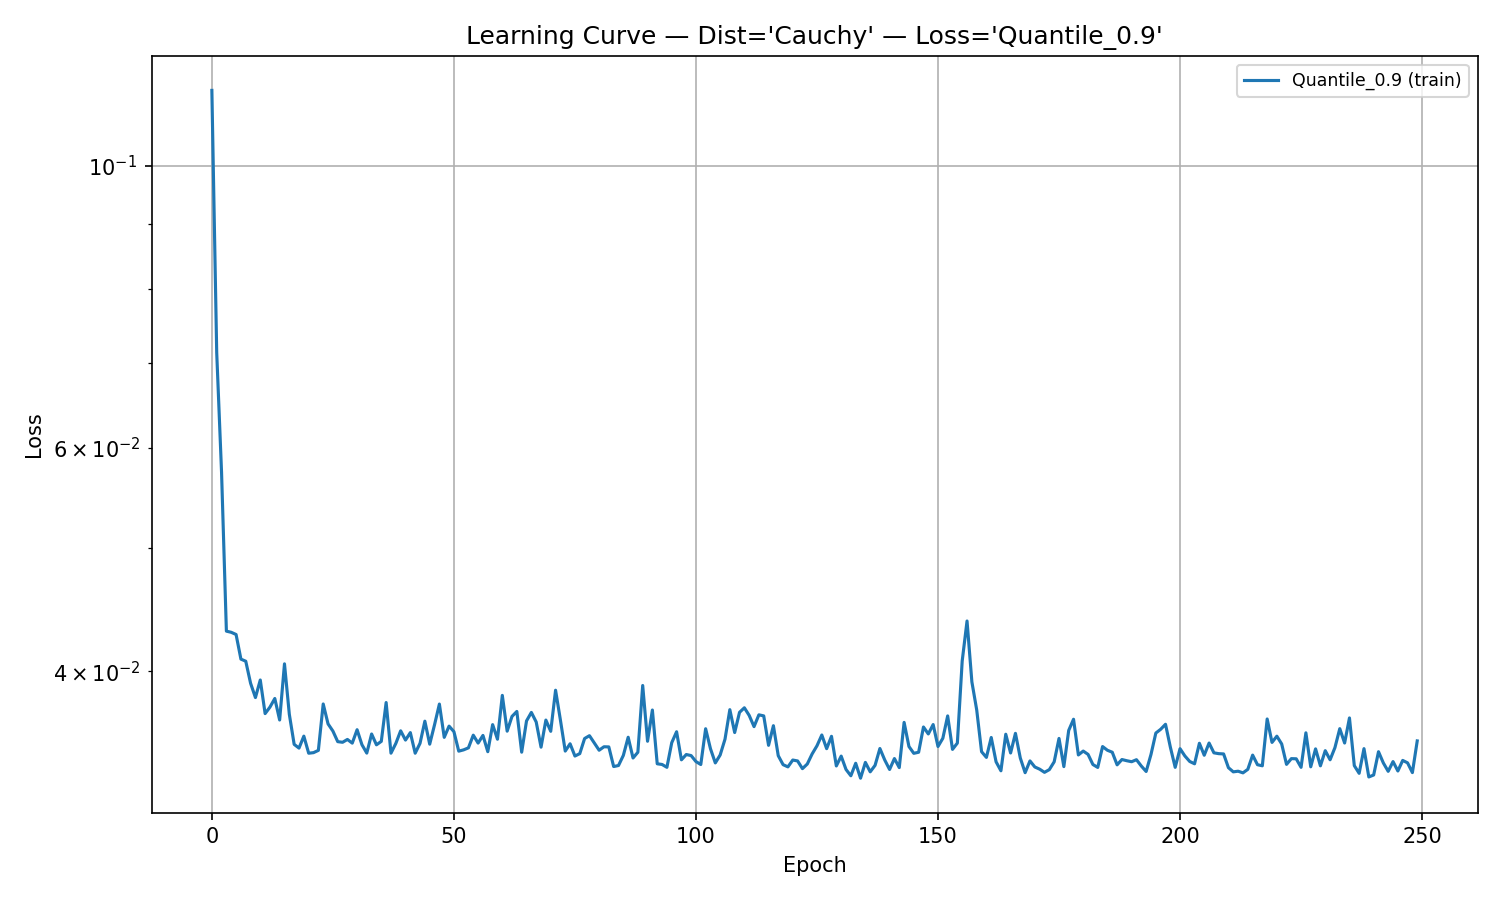 Learning Curve — Dist='Cauchy' — Loss='Quantile_0.9'
Quantile_0.9 (train)
Loss
10⁻¹
6 × 10⁻²
4 × 10⁻²
0 50 100 150 200 250
Epoch